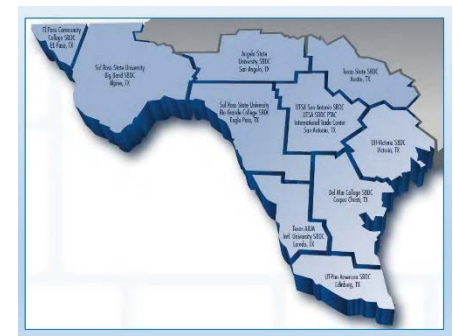 El Paso Community
College SBDC
El Paso, TX
Sul Ross State University
Big Bend SBDC
Alpine, TX
Angelo State
University, SBDC
San Angelo, TX
Texas State SBDC
Austin, TX
Sul Ross State University
Rio Grande College SBDC
Eagle Pass, TX
UTSA San Antonio SBDC
UTSA SBDC PTAC
International Trade Center
San Antonio, TX
UH-Victoria SBDC
Victoria, TX
Del Mar College SBDC
Corpus Christi, TX
Texas A&M
Intl. University SBDC
Laredo, TX
UT-Pan American SBDC
Edinburg, TX